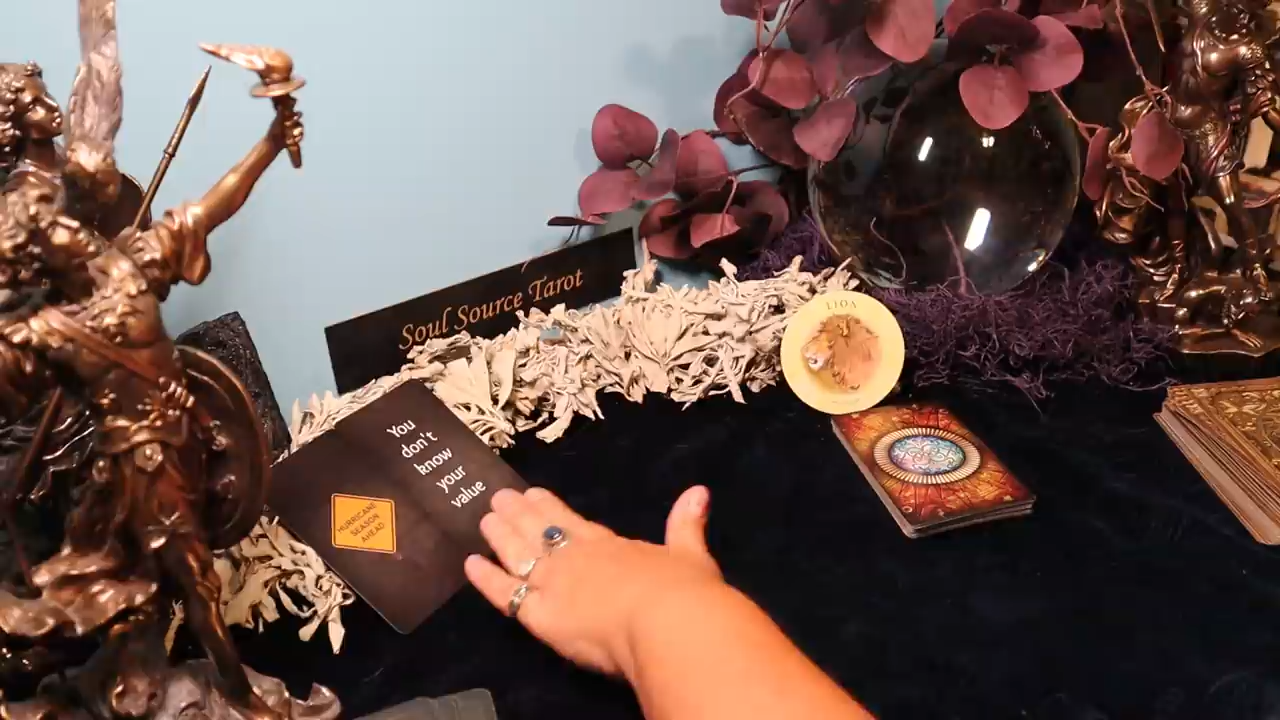 Soul Source Tarot
LION
You
don't
know
your
value
HURRICANE
SEASON
AHEAD